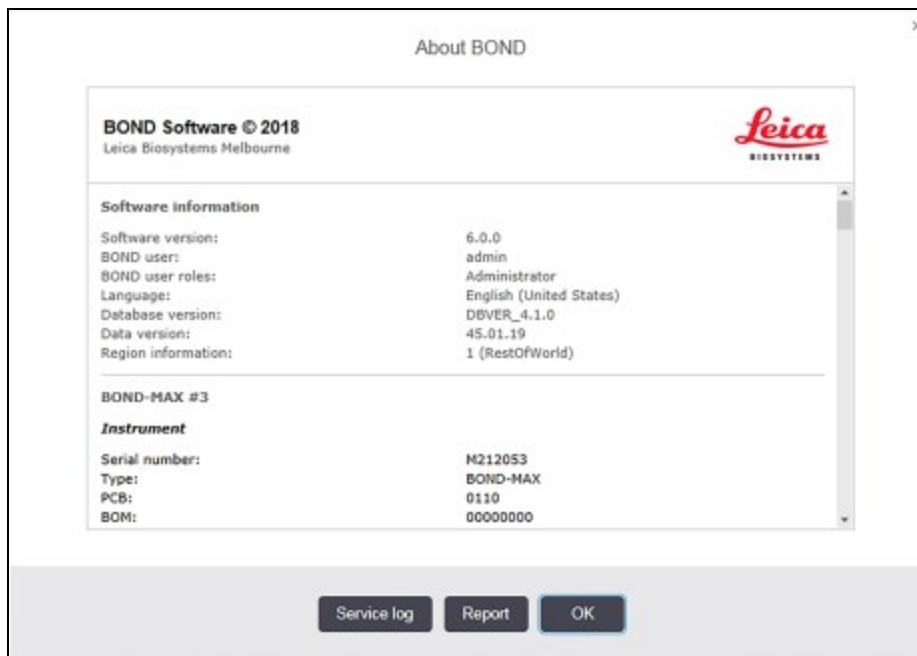 About BOND
BOND Software © 2018
Leica Biosystems Melbourne
Leica
BIOSYSTEMS
Software information
Software version: 6.0.0
BOND user: admin
BOND user roles: Administrator
Language: English (United States)
Database version: DBVER_4.1.0
Data version: 45.01.19
Region information: 1 (RestOfWorld)
BOND-MAX #3
Instrument
Serial number: M212053
Type: BOND-MAX
PCB: 0110
BOM: 00000000
Service log Report OK